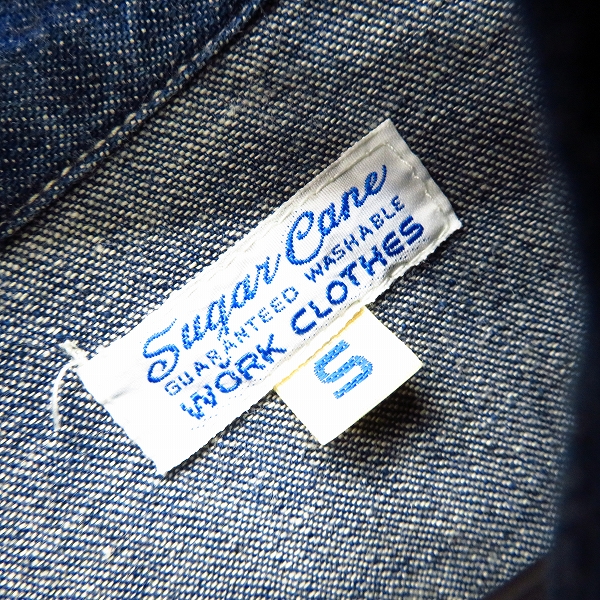 Sugar Cane
GUARANTEED WASHABLE
WORK CLOTHES
S